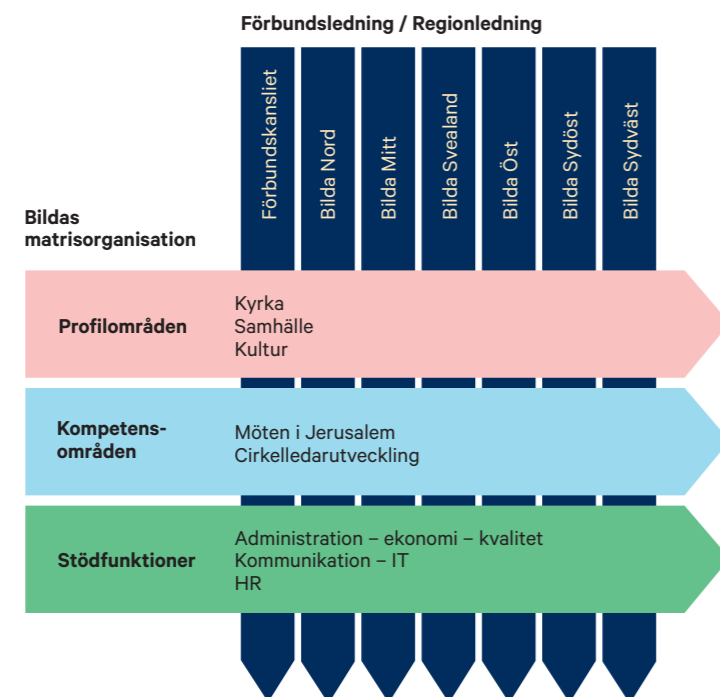 Förbundsledning / Regionledning
Förbundskansliet
Bilda Nord
Bilda Mitt
Bilda Svealand
Bilda Öst
Bilda Sydöst
Bilda Sydväst
Bildas
matrisorganisation
Profilområden
Kyrka
Samhälle
Kultur
Kompetens-
områden
Möten i Jerusalem
Cirkelledarutveckling
Stödfunktioner
Administration – ekonomi – kvalitet
Kommunikation – IT
HR